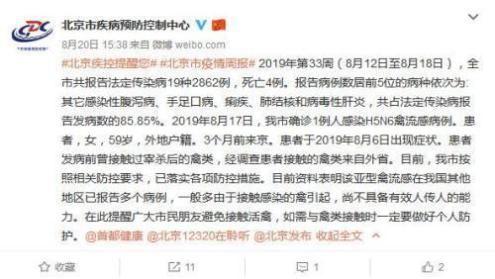 CDC
北京市疾病预防控制中心
8月20日 15:38 来自 微博 weibo.com
#北京疾控提醒您# #北京市疫情周报# 2019年第33周（8月12日至8月18日），全
市共报告法定传染病19种2862例，死亡4例。报告病例数居前5位的病种依次为：
其它感染性腹泻病、手足口病、痢疾、肺结核和病毒性肝炎，共占法定传染病报
告发病数的85.85%。2019年8月17日，我市确诊1例人感染H5N6禽流感病例。患
者，女，59岁，外地户籍。3个月前来京。患者于2019年8月6日出现症状。患者
发病前曾接触过宰杀后的禽类，经调查患者接触的禽类来自外省。目前，我市按
照相关防控要求，已落实各项防控措施。目前资料表明该亚型禽流感在我国其他
地区已报告多个病例，一般多由于接触感染的禽引起，尚不具备有效人传人的能
力。在此提醒广大市民朋友避免接触活禽，如需与禽类接触时一定要做好个人防
护。@首都健康 @北京12320在聆听 @北京发布 收起全文
收藏 11 2 4